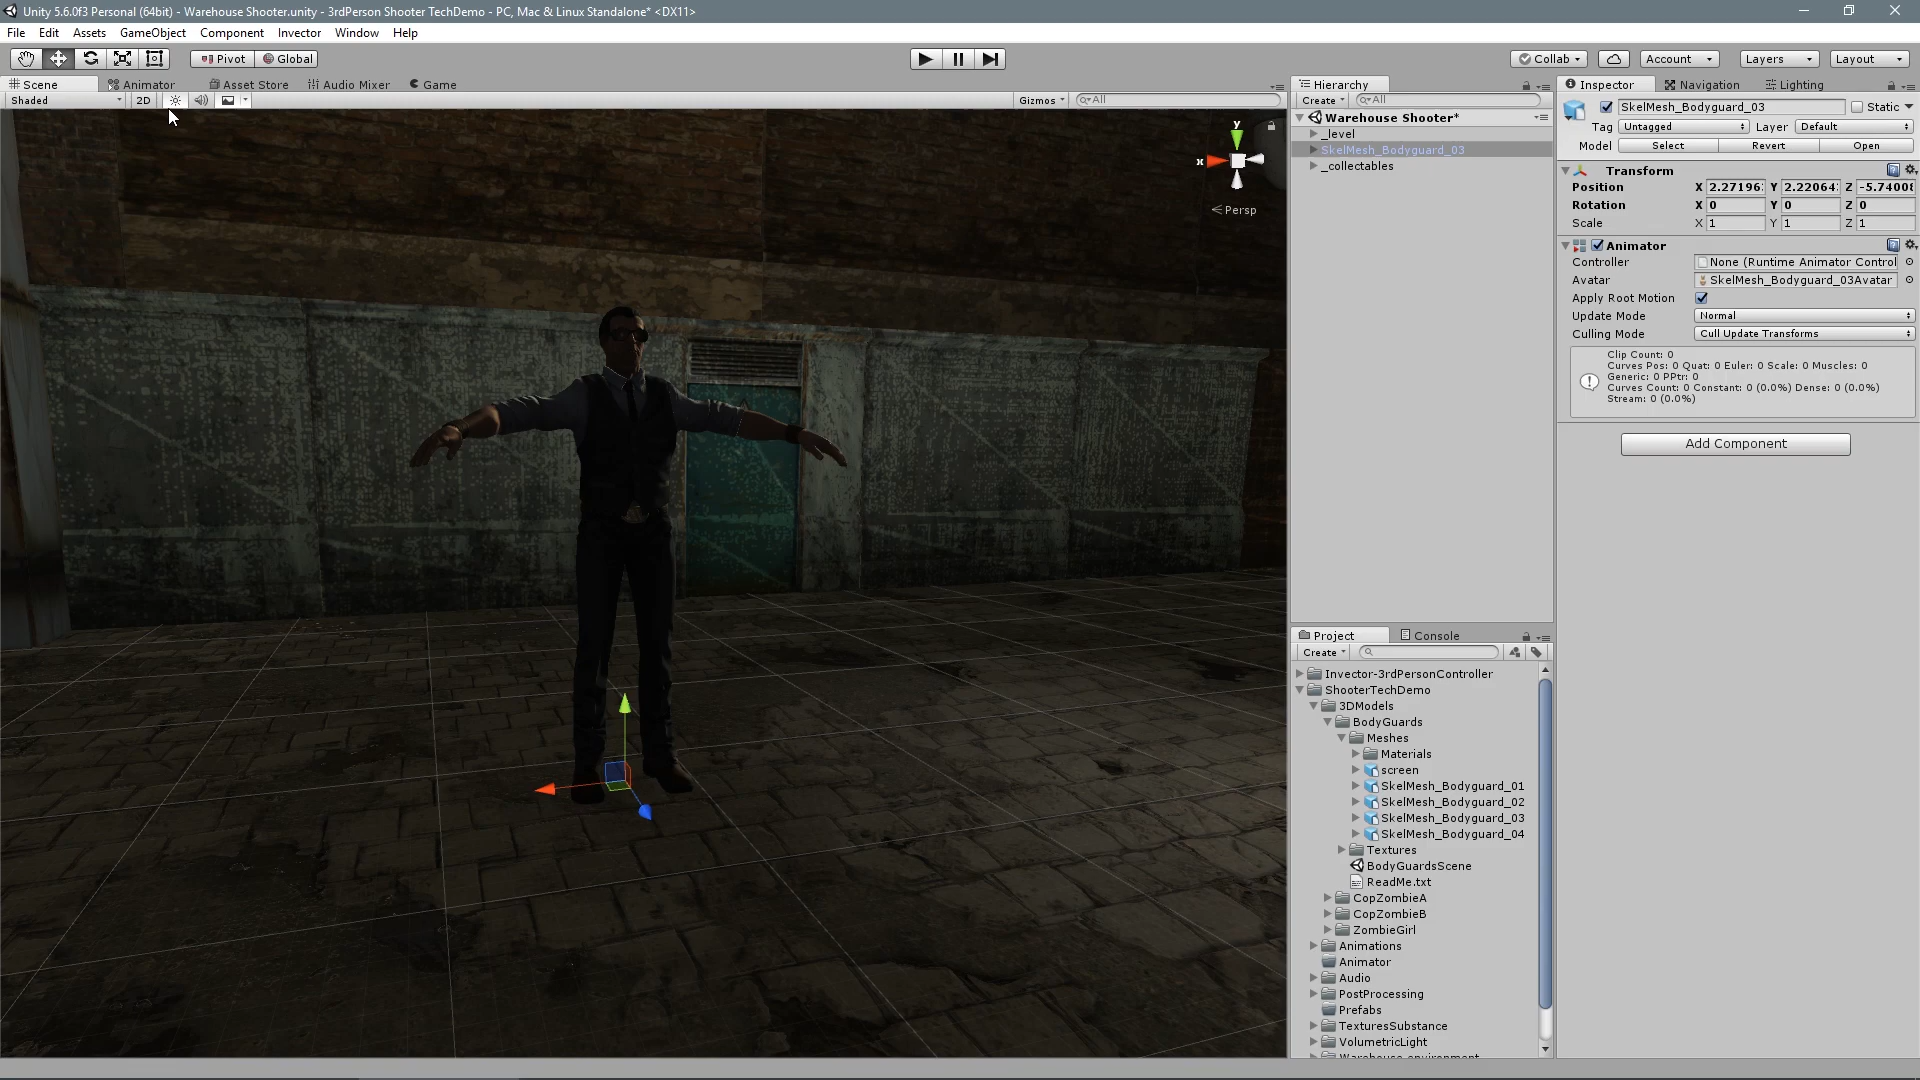 Unity 5.6.0f3 Personal (64bit) - Warehouse Shooter.unity - 3rdPerson Shooter TechDemo - PC, Mac & Linux Standalone* <DX11>
File Edit Assets GameObject Component Invector Window Help
Pivot Global Collab Account Layers Layout
Scene Animator Asset Store Audio Mixer Game
Shaded 2D Gizmos All
y
x
Persp
Hierarchy
Create All
Warehouse Shooter*
_level
SkelMesh_Bodyguard_03
_collectables
Project Console
Create
Invector-3rdPersonController
ShooterTechDemo
3DModels
BodyGuards
Meshes
Materials
screen
SkelMesh_Bodyguard_01
SkelMesh_Bodyguard_02
SkelMesh_Bodyguard_03
SkelMesh_Bodyguard_04
Textures
BodyGuardsScene
ReadMe.txt
CopZombieA
CopZombieB
ZombieGirl
Animations
Animator
Audio
PostProcessing
Prefabs
TexturesSubstance
VolumetricLight
Inspector Navigation Lighting
SkelMesh_Bodyguard_03 Static
Tag Untagged Layer Default
Model Select Revert Open
Transform
Position X 2.27196 Y 2.22064 Z -5.7400
Rotation X 0 Y 0 Z 0
Scale X 1 Y 1 Z 1
Animator
Controller None (Runtime Animator Control
Avatar SkelMesh_Bodyguard_03Avatar
Apply Root Motion
Update Mode Normal
Culling Mode Cull Update Transforms
Clip Count: 0
Curves Pos: 0 Quat: 0 Euler: 0 Scale: 0 Muscles: 0
Generic: 0 PPtr: 0
Curves Count: 0 Constant: 0 (0.0%) Dense: 0 (0.0%)
Stream: 0 (0.0%)
Add Component